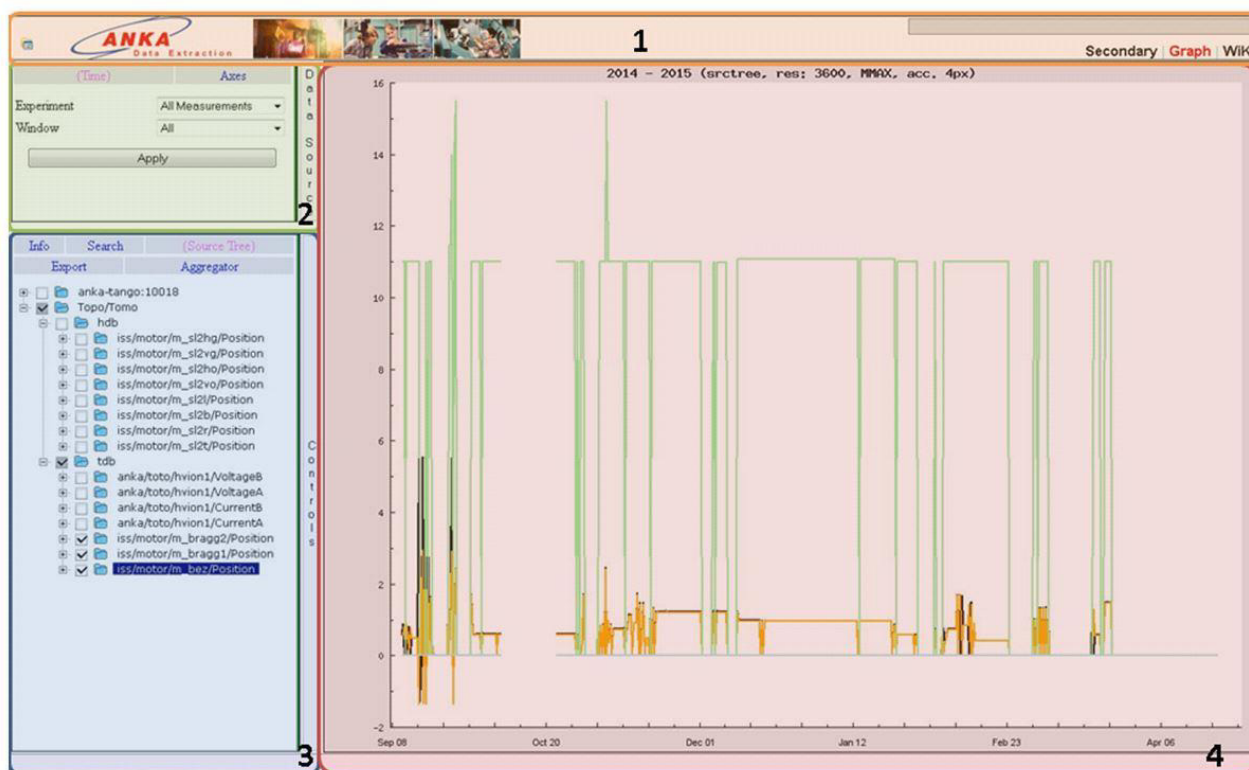 ANKA
Data Extraction
1
Secondary | Graph | WiK
(Time) Axes
Experiment All Measurements
Window All
Apply
Data Sourc
2
Info Search (Source Tree)
Export Aggregator
anka-tango:10018
Topo/Tomo
hdb
iss/motor/m_sl2hg/Position
iss/motor/m_sl2vg/Position
iss/motor/m_sl2ho/Position
iss/motor/m_sl2vo/Position
iss/motor/m_sl2l/Position
iss/motor/m_sl2b/Position
iss/motor/m_sl2r/Position
iss/motor/m_sl2t/Position
tdb
anka/toto/hvion1/VoltageB
anka/toto/hvion1/VoltageA
anka/toto/hvion1/CurrentB
anka/toto/hvion1/CurrentA
iss/motor/m_bragg2/Position
iss/motor/m_bragg1/Position
iss/motor/m_bez/Position
Controls
3
2014 - 2015 (srctree, res: 3600, MMAX, acc. 4px)
16
14
12
10
8
6
4
2
0
-2
Sep 08 Oct 20 Dec 01 Jan 12 Feb 23 Apr 06
4